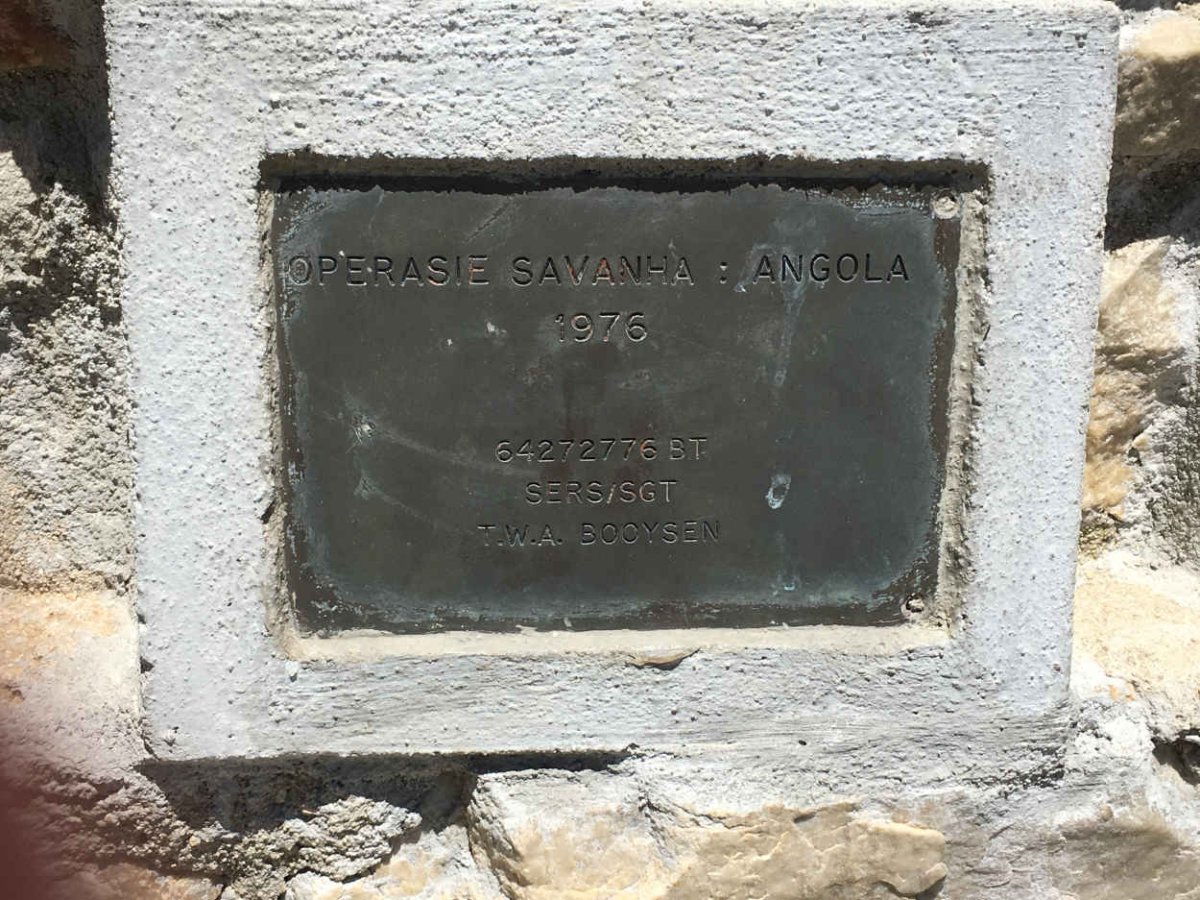 OPERASIE SAVANHA : ANGOLA
1976
64272776 BT
SERS/SGT
T.W.A. BOOYSEN